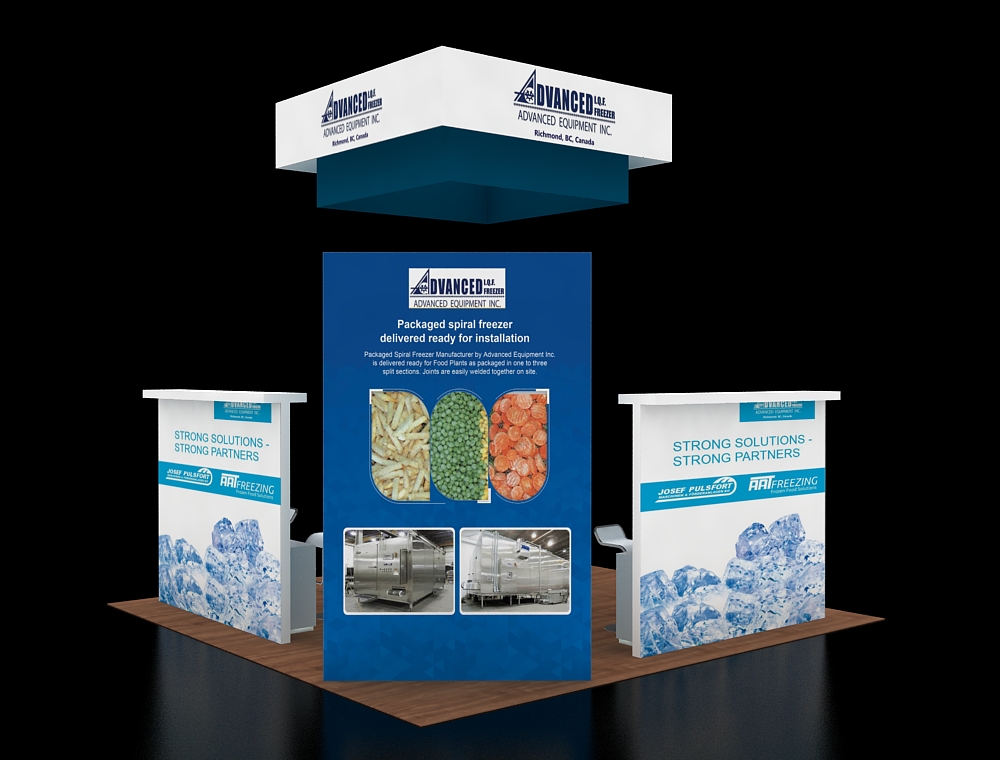 ADVANCED I.Q.F. FREEZER
ADVANCED EQUIPMENT INC.
Richmond, BC, Canada
ADVANCED I.Q.F. FREEZER
ADVANCED EQUIPMENT INC.
Richmond, BC, Canada
ADVANCED I.Q.F. FREEZER
ADVANCED EQUIPMENT INC.
Packaged spiral freezer
delivered ready for installation
Packaged Spiral Freezer Manufacturer by Advanced Equipment Inc.
is delivered ready for Food Plants as packaged in one to three
split sections. Joints are easily welded together on site.
ADVANCED EQUIPMENT INC.
STRONG SOLUTIONS -
STRONG PARTNERS
JOSEF PULSFORT
AATFREEZING
Frozen Food Solutions
ADVANCED EQUIPMENT INC.
STRONG SOLUTIONS -
STRONG PARTNERS
JOSEF PULSFORT
AATFREEZING
Frozen Food Solutions